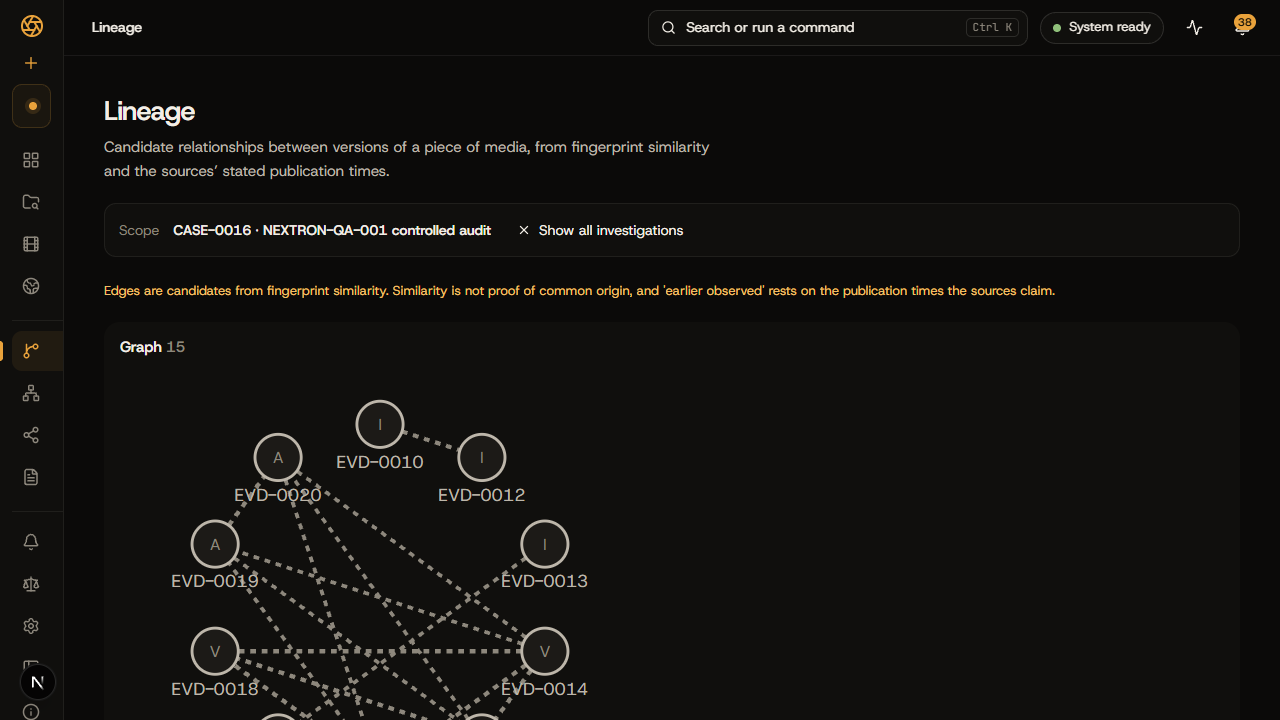 Lineage
Search or run a command
Ctrl K
System ready
38
Lineage
Candidate relationships between versions of a piece of media, from fingerprint similarity
and the sources’ stated publication times.
Scope CASE-0016 · NEXTRON-QA-001 controlled audit × Show all investigations
Edges are candidates from fingerprint similarity. Similarity is not proof of common origin, and 'earlier observed' rests on the publication times the sources claim.
Graph 15
I
EVD-0010
A
I
EVD-0020
EVD-0012
A
I
EVD-0019
EVD-0013
V
V
EVD-0018
EVD-0014
N